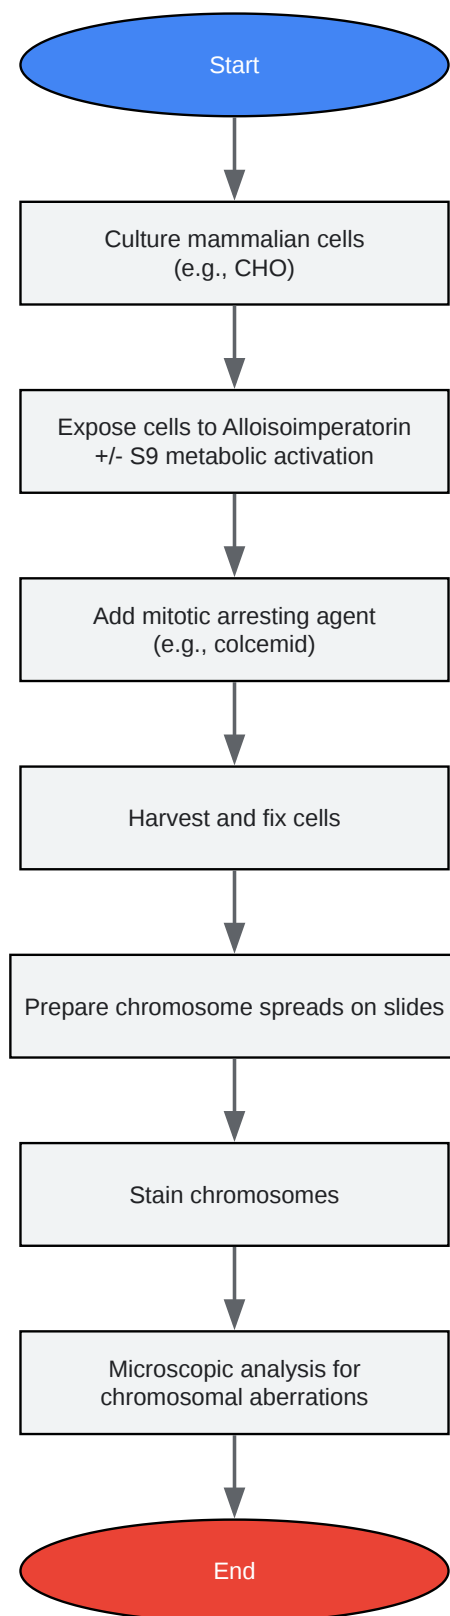 Start
Culture mammalian cells
(e.g., CHO)
Expose cells to Alloisoimperatorin
+/- S9 metabolic activation
Add mitotic arresting agent
(e.g., colcemid)
Harvest and fix cells
Prepare chromosome spreads on slides
Stain chromosomes
Microscopic analysis for
chromosomal aberrations
End